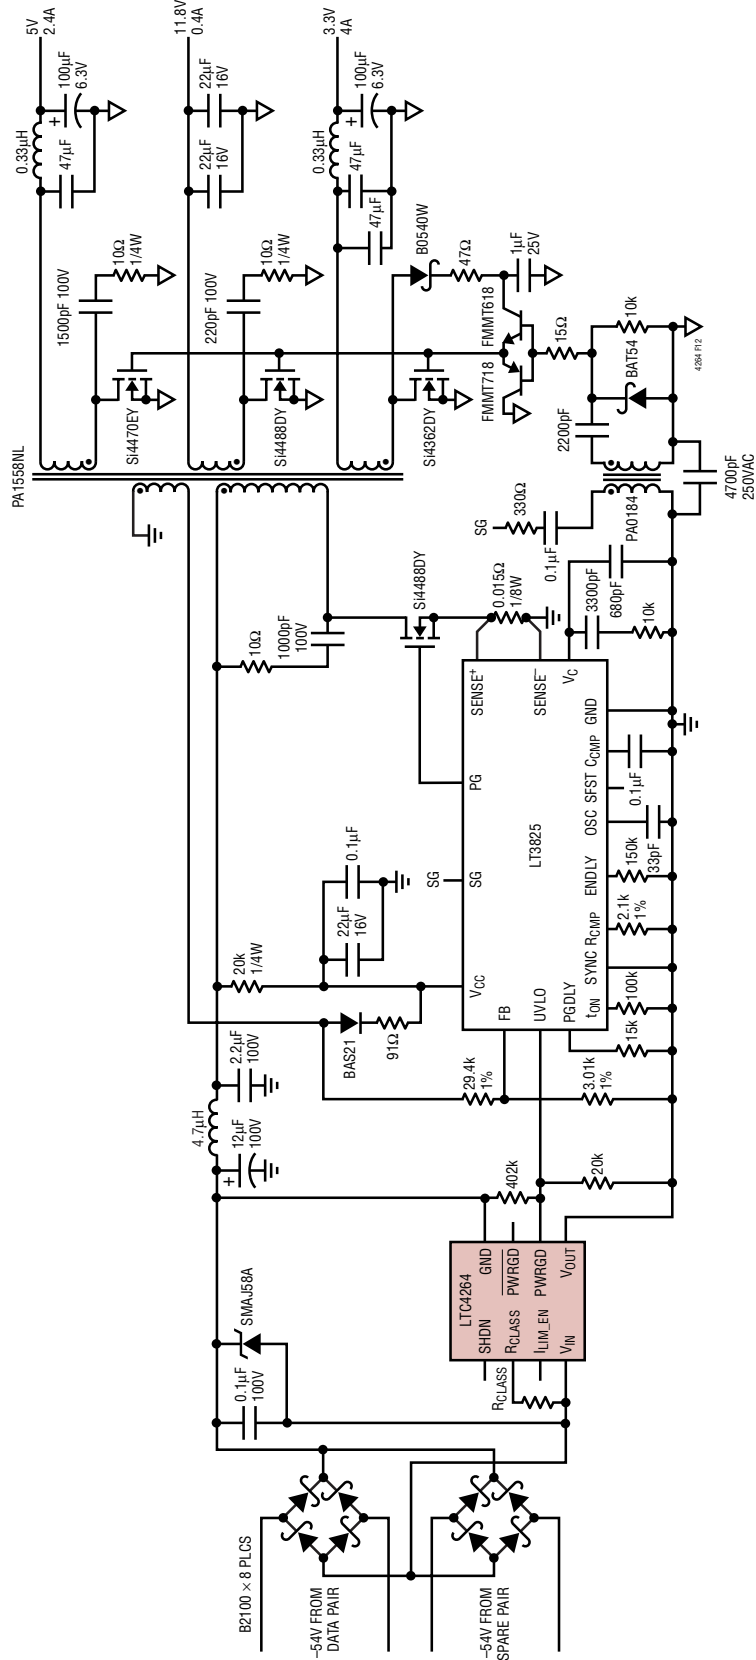 PA1558NL
5V
2.4A
0.33µH
100µF
6.3V
+
47µF
1500pF 100V
10Ω
1/4W
Si4470EY
11.8V
0.4A
22µF
16V
22µF
16V
220pF 100V
10Ω
1/4W
Si4488DY
3.3V
4A
0.33µH
100µF
6.3V
+
47µF
47µF
B0540W
47Ω
1µF
25V
Si4362DY
FMMT718
FMMT618
15Ω
2200pF
BAT54
10k
4264 F12
PA0184
4700pF
250VAC
SG
330Ω
0.1µF
10Ω
1000pF
100V
Si4488DY
0.015Ω
1/8W
3300pF
680pF
10k
4.7µH
+
12µF
100V
2.2µF
100V
20k
1/4W
22µF
16V
0.1µF
BAS21
91Ω
29.4k
1%
3.01k
1%
SG
LT3825
VCC
SG
PG
SENSE+
SENSE−
VC
FB
UVLO
PGDLY
tON
SYNC
RCMP
ENDLY
OSC
SFST
CCMP
GND
15k
100k
2.1k
1%
150k
33pF
0.1µF
402k
20k
LTC4264
SHDN
RCLASS
ILIM_EN
VIN
GND
PWRGD
PWRGD
VOUT
RCLASS
0.1µF
100V
SMAJ58A
B2100 × 8 PLCS
–54V FROM
DATA PAIR
–54V FROM
SPARE PAIR